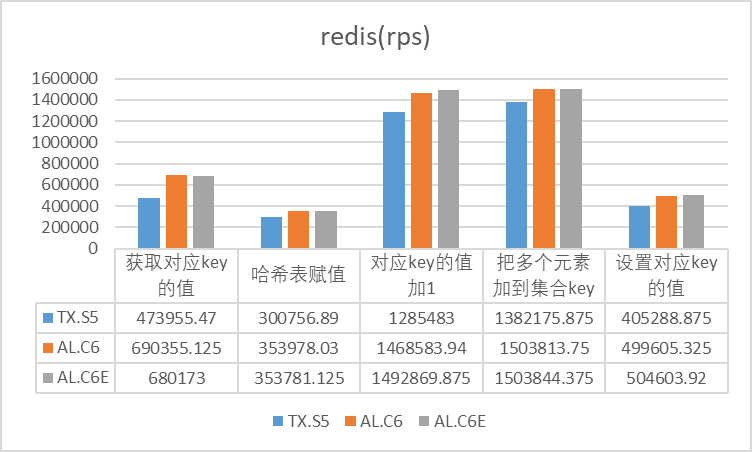 redis(rps)
1600000
1400000
1200000
1000000
800000
600000
400000
200000
0
获取对应key的值 哈希表赋值 对应key的值加1 把多个元素加到集合key 设置对应key的值
TX.S5 473955.47 300756.89 1285483 1382175.875 405288.875
AL.C6 690355.125 353978.03 1468583.94 1503813.75 499605.325
AL.C6E 680173 353781.125 1492869.875 1503844.375 504603.92
TX.S5 AL.C6 AL.C6E